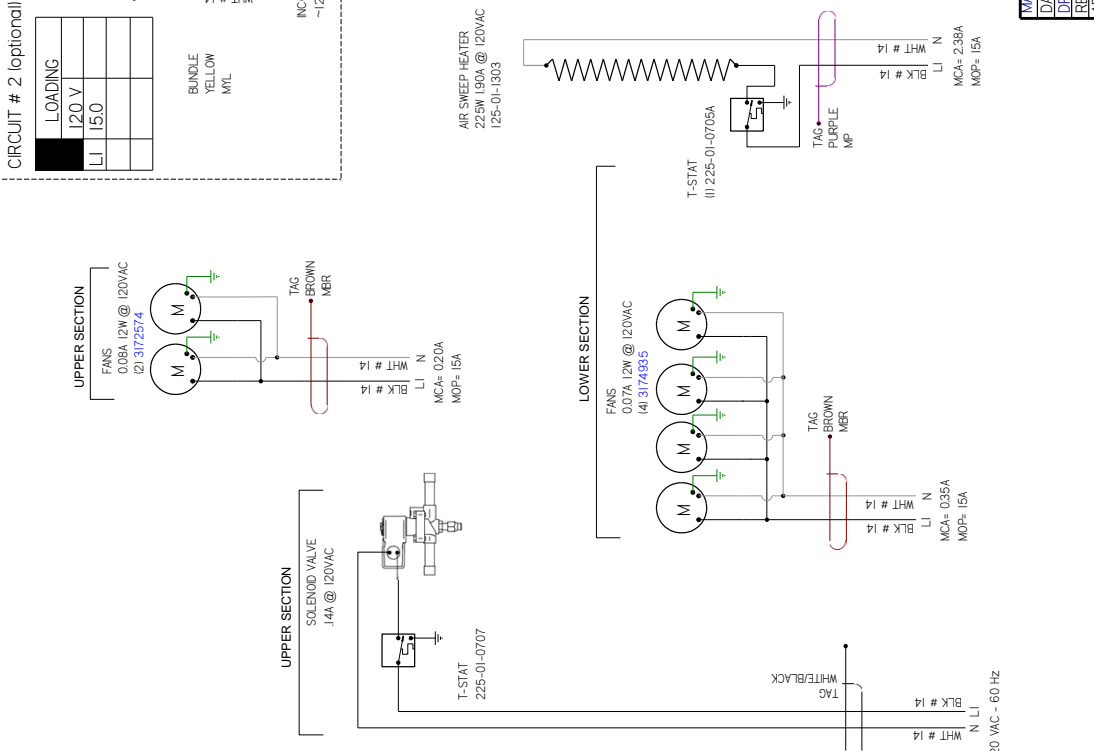 CIRCUIT # 2 (optional)
LOADING
120 V
L1 15.0
WHT # 14
BUNDLE
YELLOW
MYL
UPPER SECTION
FANS
0.08A 12W @ 120VAC
(2) 3172574
M
M
TAG
BROWN
MBR
BLK # 14
WHT # 14
L1
N
MCA= 0.20A
MOP= 15A
UPPER SECTION
SOLENOID VALVE
.14A @ 120VAC
T-STAT
225-01-0707
TAG
WHITE/BLACK
WHT # 14
BLK # 14
N L1
VAC - 60 Hz
AIR SWEEP HEATER
225W 1.90A @ 120VAC
125-01-1303
T-STAT
(1) 225-01-0705A
TAG
PURPLE
MP
WHT # 14
BLK # 14
N
L1
MCA= 2.38A
MOP= 15A
LOWER SECTION
FANS
0.07A 12W @ 120VAC
(4) 3174935
M
M
M
M
TAG
BROWN
MBR
BLK # 14
WHT # 14
L1
N
MCA= 0.35A
MOP= 15A